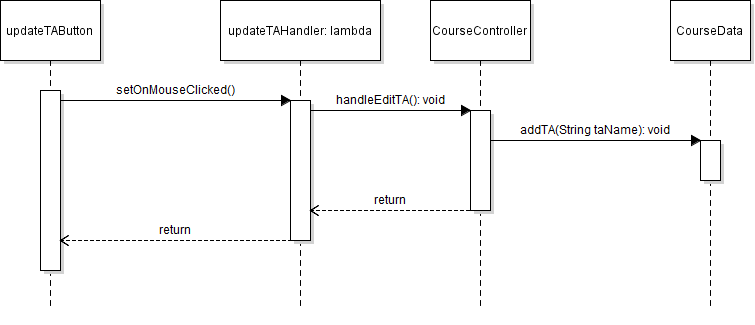 updateTAButton
updateTAHandler: lambda
CourseController
CourseData
setOnMouseClicked()
handleEditTA(): void
addTA(String taName): void
return
return